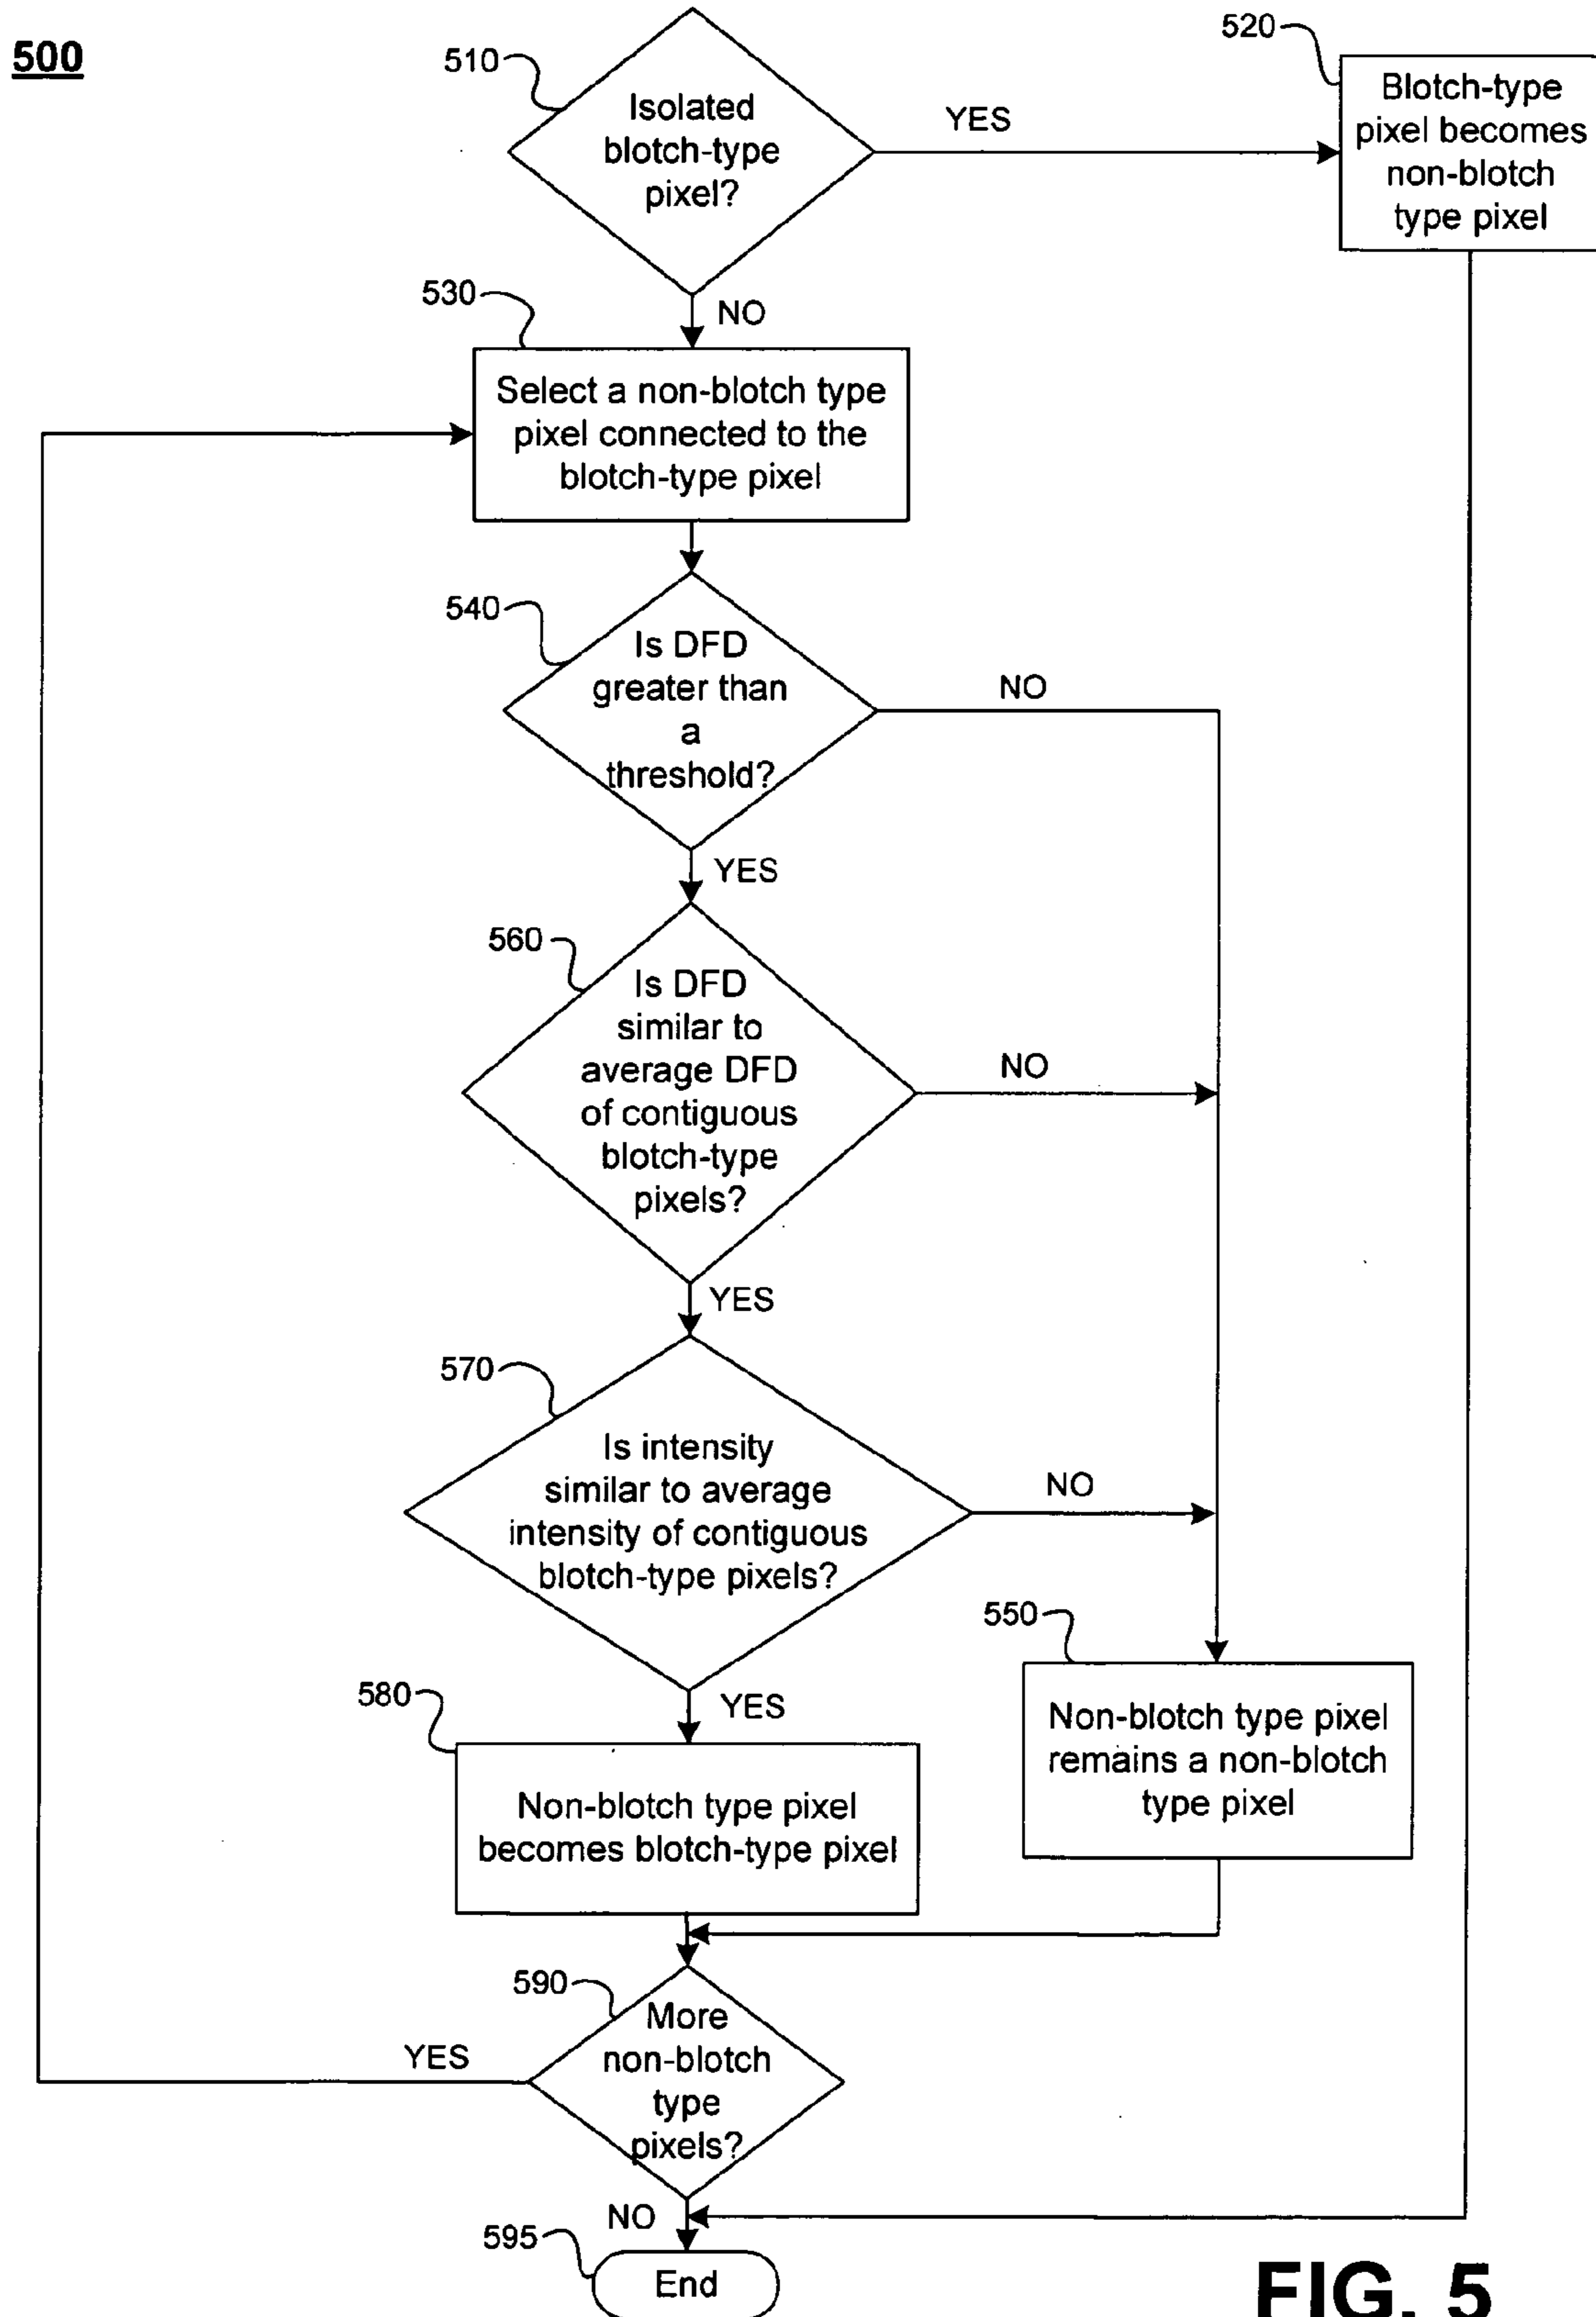 500
510
Isolated
blotch-type
pixel?
YES
520
Blotch-type
pixel becomes
non-blotch
type pixel
NO
530
Select a non-blotch type
pixel connected to the
blotch-type pixel
540
Is DFD
greater than
a
threshold?
NO
YES
560
Is DFD
similar to
average DFD
of contiguous
blotch-type
pixels?
NO
YES
570
Is intensity
similar to average
intensity of contiguous
blotch-type pixels?
NO
YES
550
Non-blotch type pixel
remains a non-blotch
type pixel
580
Non-blotch type pixel
becomes blotch-type pixel
590
More
non-blotch
type
pixels?
YES
NO
595
End
FIG. 5